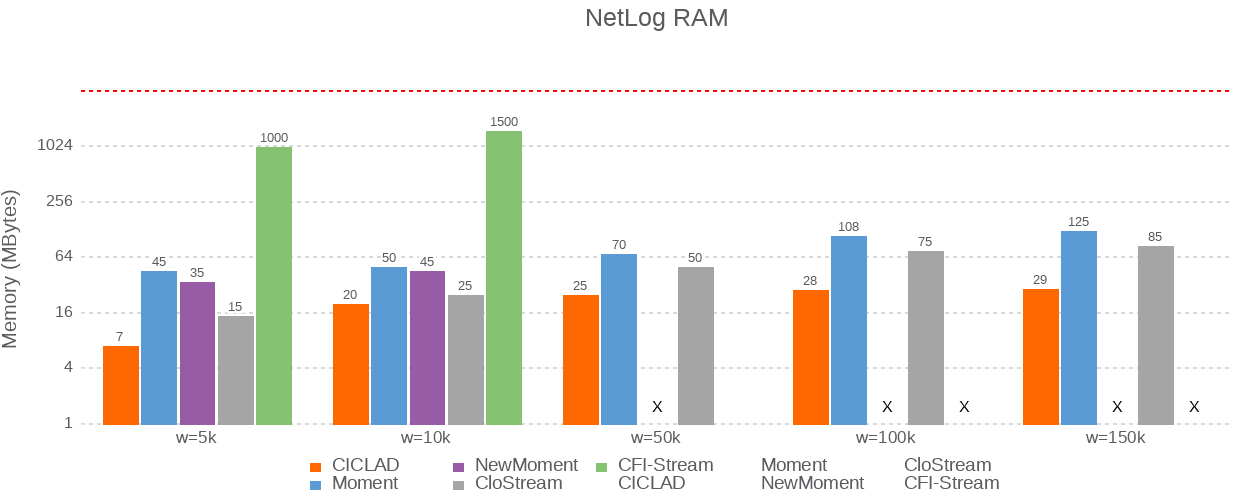 NetLog RAM
Memory (MBytes)
1024
256
64
16
4
1
7 45 35 15 1000
20 50 45 25 1500
25 70 X 50
28 108 X 75 X
29 125 X 85 X
w=5k w=10k w=50k w=100k w=150k
CICLAD NewMoment CFI-Stream Moment CloStream
Moment CloStream CICLAD NewMoment CFI-Stream